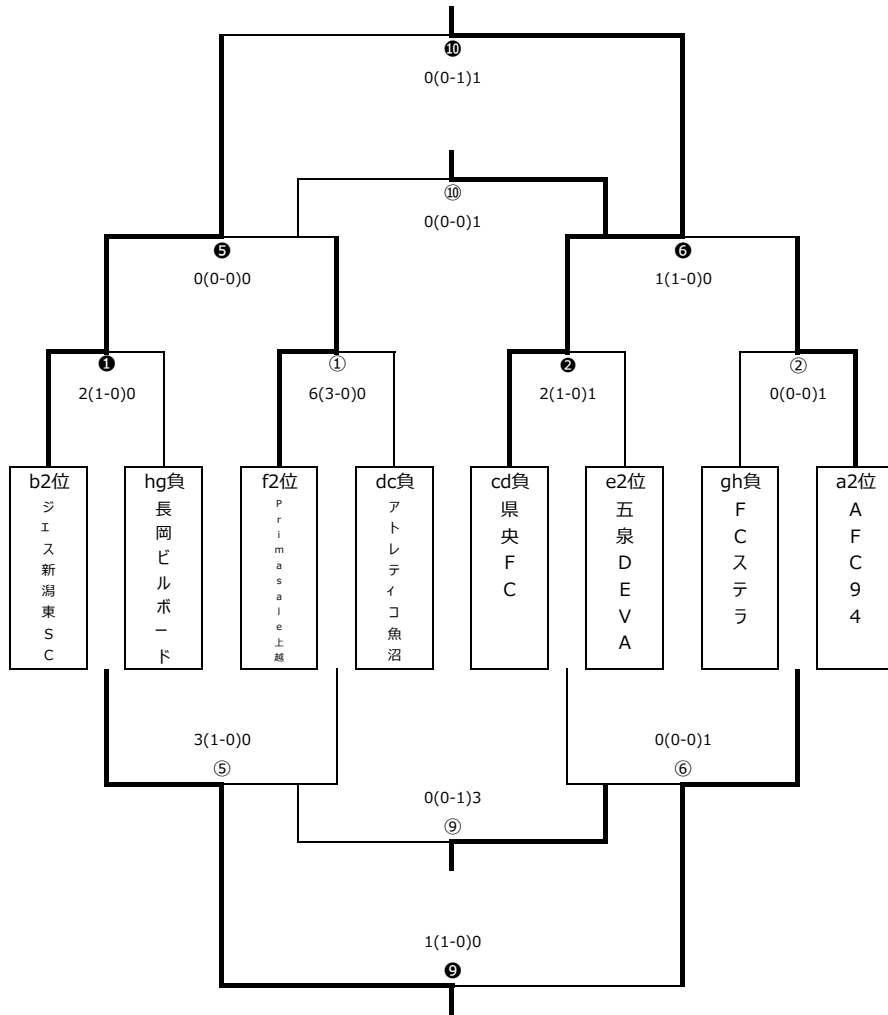 ❿
0(0-1)1
⑩
0(0-0)1
❺
0(0-0)0
❻
1(1-0)0
❶
2(1-0)0
①
6(3-0)0
❷
2(1-0)1
②
0(0-0)1
b2位
ジェス新潟東SC
hg負
長岡ビルボード
f2位
Primasale上越
dc負
アトレティコ魚沼
cd負
県央FC
e2位
五泉DEVA
gh負
FCステラ
a2位
AFC94
3(1-0)0
⑤
0(0-0)1
⑥
0(0-1)3
⑨
1(1-0)0
❾